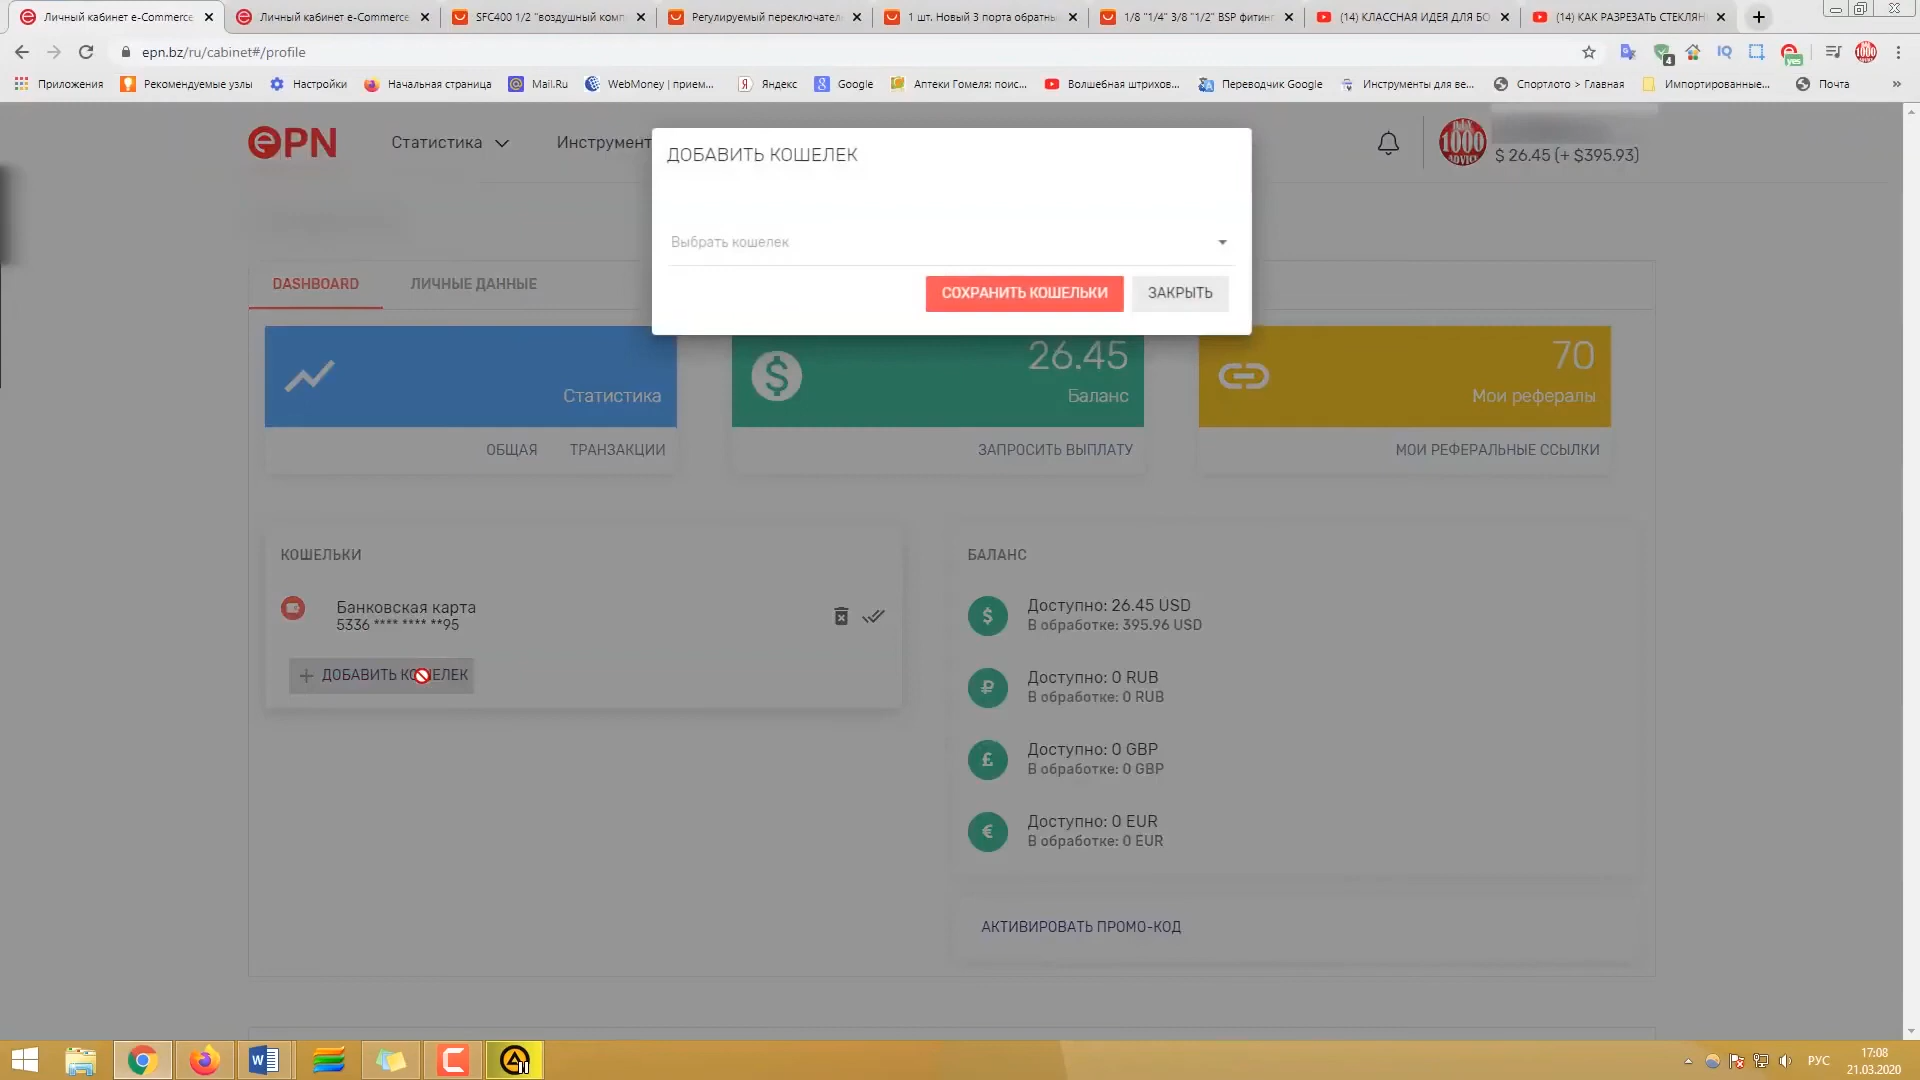 Личный кабинет e-Commerce
Личный кабинет e-Commerce
SFC400 1/2 "воздушный комп
Регулируемый переключател
1 шт. Новый 3 порта обратны
1/8 "1/4" 3/8 "1/2" BSP фитинг
(14) КЛАССНАЯ ИДЕЯ ДЛЯ БО
(14) КАК РАЗРЕЗАТЬ СТЕКЛЯН
epn.bz/ru/cabinet#/profile
4
yes
Приложения
Рекомендуемые узлы
Настройки
Начальная страница
Mail.Ru
WebMoney | прием...
Яндекс
Google
Аптеки Гомеля: поис...
Волшебная штрихов...
Переводчик Google
Инструменты для ве...
Спортлото > Главная
Импортированные...
Почта
»
ePN
Статистика
Инструмент
1000
ADVICE
$ 26.45 (+ $395.93)
ДОБАВИТЬ КОШЕЛЕК
Выбрать кошелек
СОХРАНИТЬ КОШЕЛЬКИ
ЗАКРЫТЬ
DASHBOARD
ЛИЧНЫЕ ДАННЫЕ
Статистика
ОБЩАЯ
ТРАНЗАКЦИИ
26.45
Баланс
ЗАПРОСИТЬ ВЫПЛАТУ
70
Мои рефералы
МОИ РЕФЕРАЛЬНЫЕ ССЫЛКИ
КОШЕЛЬКИ
Банковская карта
5336 **** **** **95
ДОБАВИТЬ КОШЕЛЕК
БАЛАНС
Доступно: 26.45 USD
В обработке: 395.96 USD
Доступно: 0 RUB
В обработке: 0 RUB
Доступно: 0 GBP
В обработке: 0 GBP
Доступно: 0 EUR
В обработке: 0 EUR
АКТИВИРОВАТЬ ПРОМО-КОД
РУС
17:08
21.03.2020